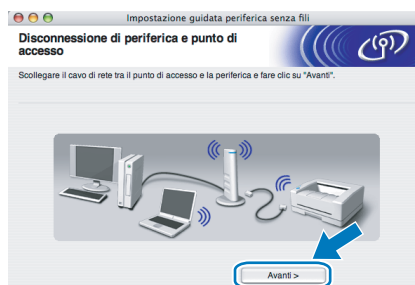 Impostazione guidata periferica senza fili
Disconnessione di periferica e punto di
accesso
Scollegare il cavo di rete tra il punto di accesso e la periferica e fare clic su "Avanti".
Avanti >